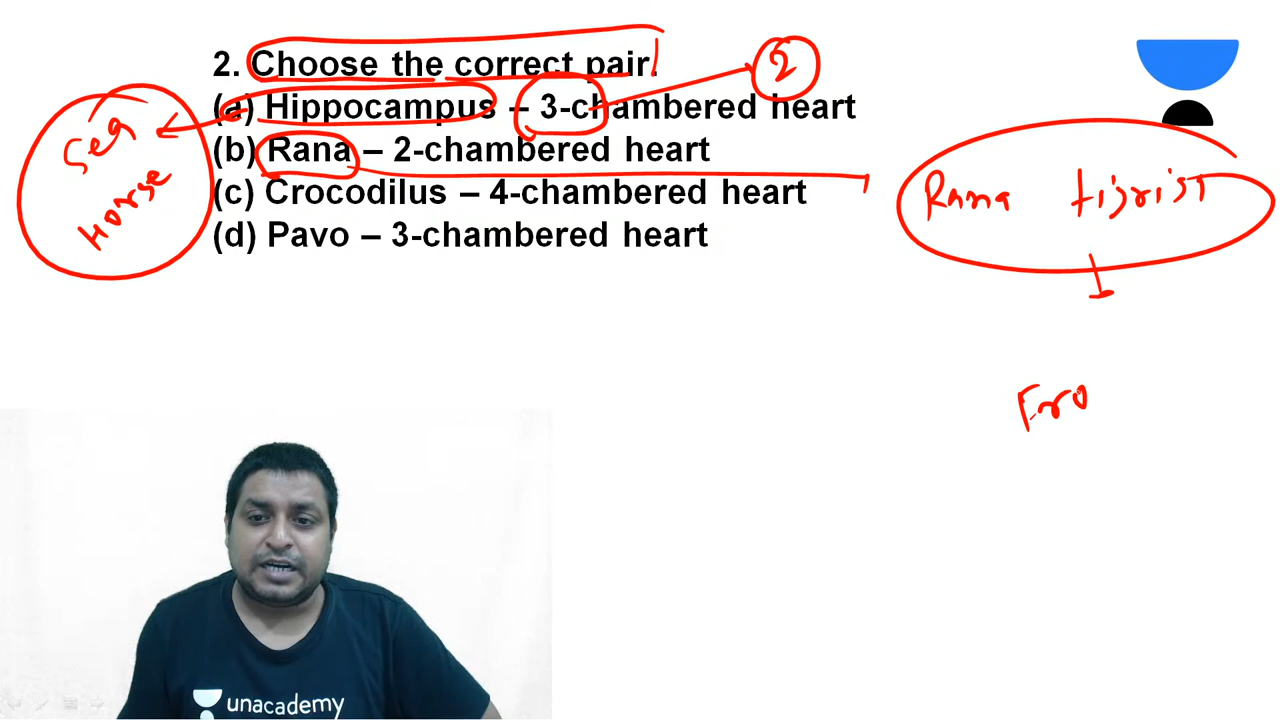 2. Choose the correct pair.
2
(a) Hippocampus – 3-chambered heart
(b) Rana – 2-chambered heart
(c) Crocodilus – 4-chambered heart
(d) Pavo – 3-chambered heart
Sea
Horse
Rana
Fro
unacademy